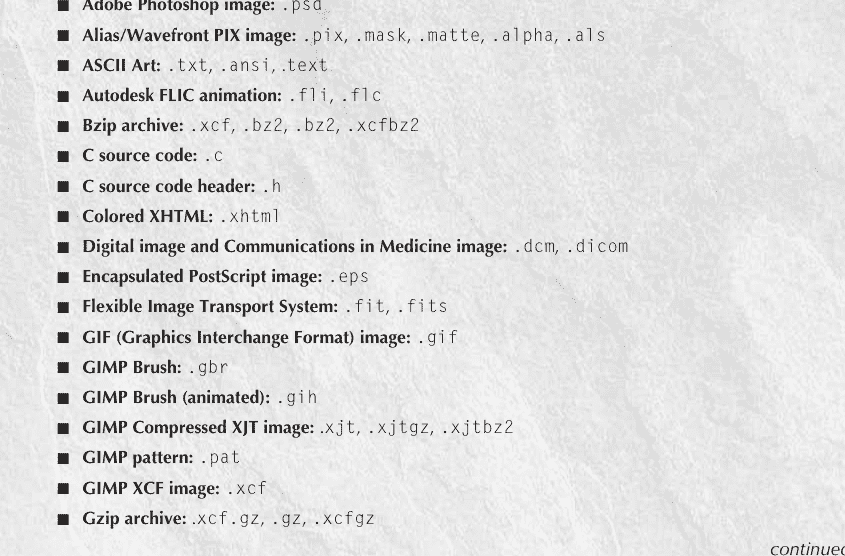 ■ Adobe Photoshop image: .psd
■ Alias/Wavefront PIX image: .pix, .mask, .matte, .alpha, .als
■ ASCII Art: .txt, .ansi, .text
■ Autodesk FLIC animation: .fli, .flc
■ Bzip archive: .xcf, .bz2, .bz2, .xcfbz2
■ C source code: .c
■ C source code header: .h
■ Colored XHTML: .xhtml
■ Digital image and Communications in Medicine image: .dcm, .dicom
■ Encapsulated PostScript image: .eps
■ Flexible Image Transport System: .fit, .fits
■ GIF (Graphics Interchange Format) image: .gif
■ GIMP Brush: .gbr
■ GIMP Brush (animated): .gih
■ GIMP Compressed XJT image: .xjt, .xjtgz, .xjtbz2
■ GIMP pattern: .pat
■ GIMP XCF image: .xcf
■ Gzip archive: .xcf.gz, .gz, .xcfgz
continued